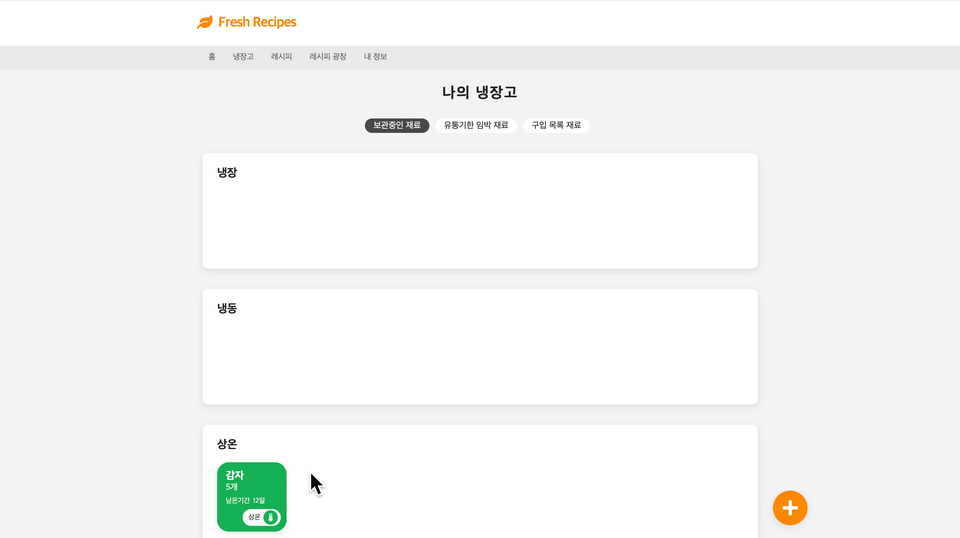 Fresh Recipes
홈 냉장고 레시피 레시피 광장 내 정보
나의 냉장고
보관중인 재료 유통기한 임박 재료 구입 목록 재료
냉장
냉동
상온
감자
5개
남은기간 12일
상온